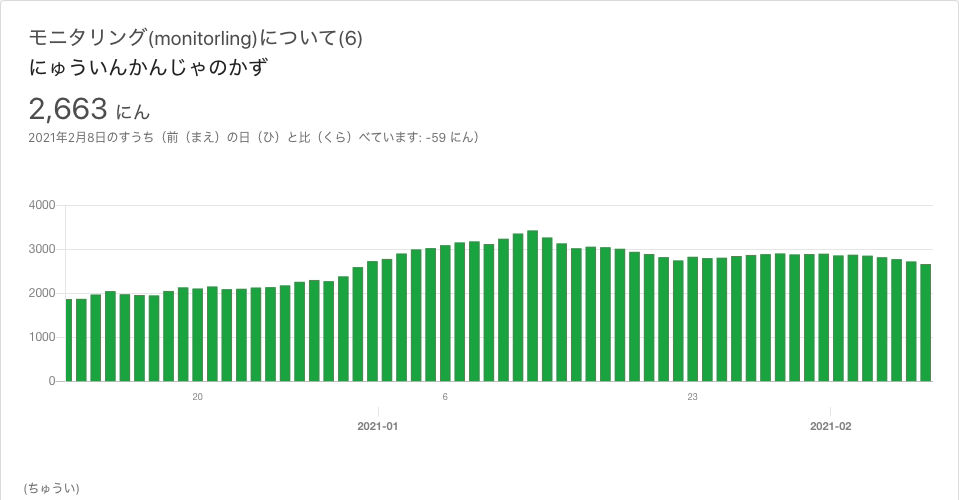 モニタリング(monitorling)について(6)
にゅういんかんじゃのかず
2,663 にん
2021年2月8日のすうち（前（まえ）の日（ひ）と比（くら）べています: -59 にん）
4000
3000
2000
1000
0
20
6
23
2021-01
2021-02
(ちゅうい)